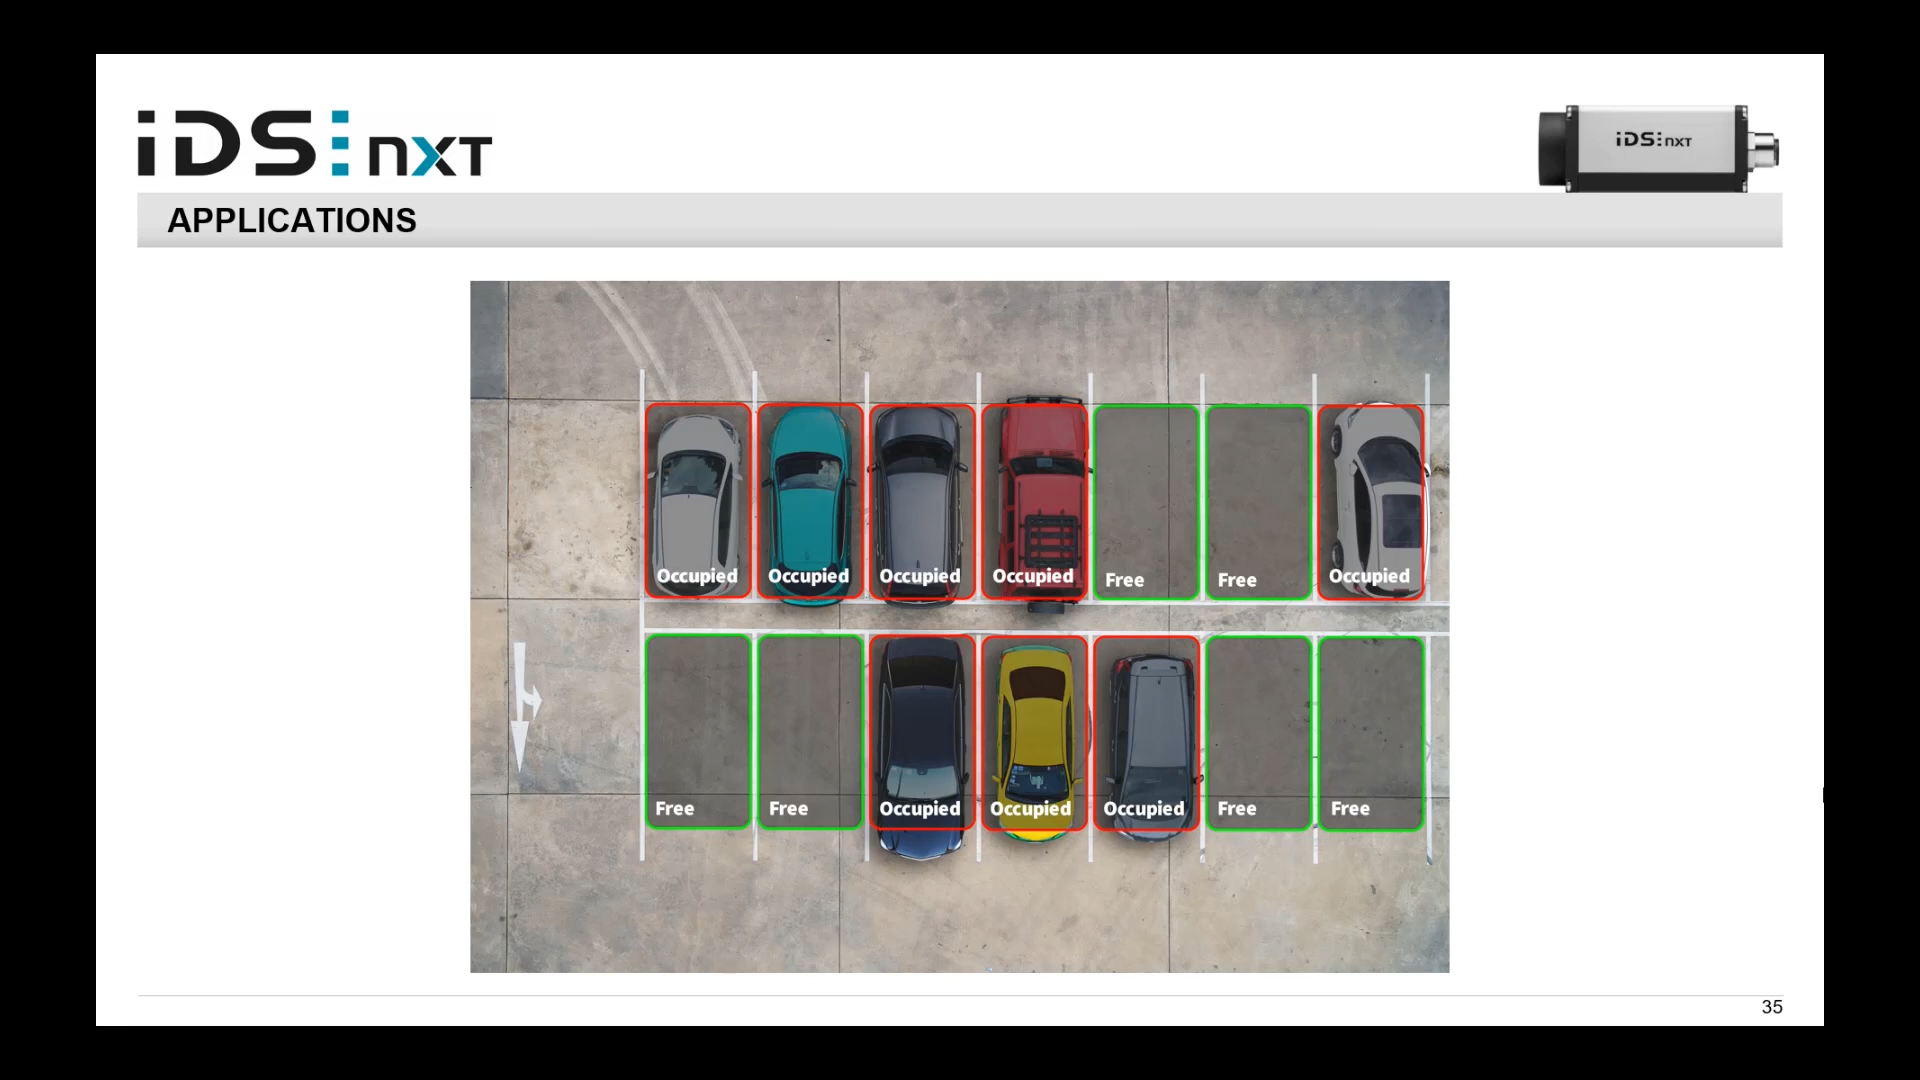 iDS nxt
iDS nxt
APPLICATIONS
Occupied Occupied Occupied Occupied Free Free Occupied
Free Free Occupied Occupied Occupied Free Free
35